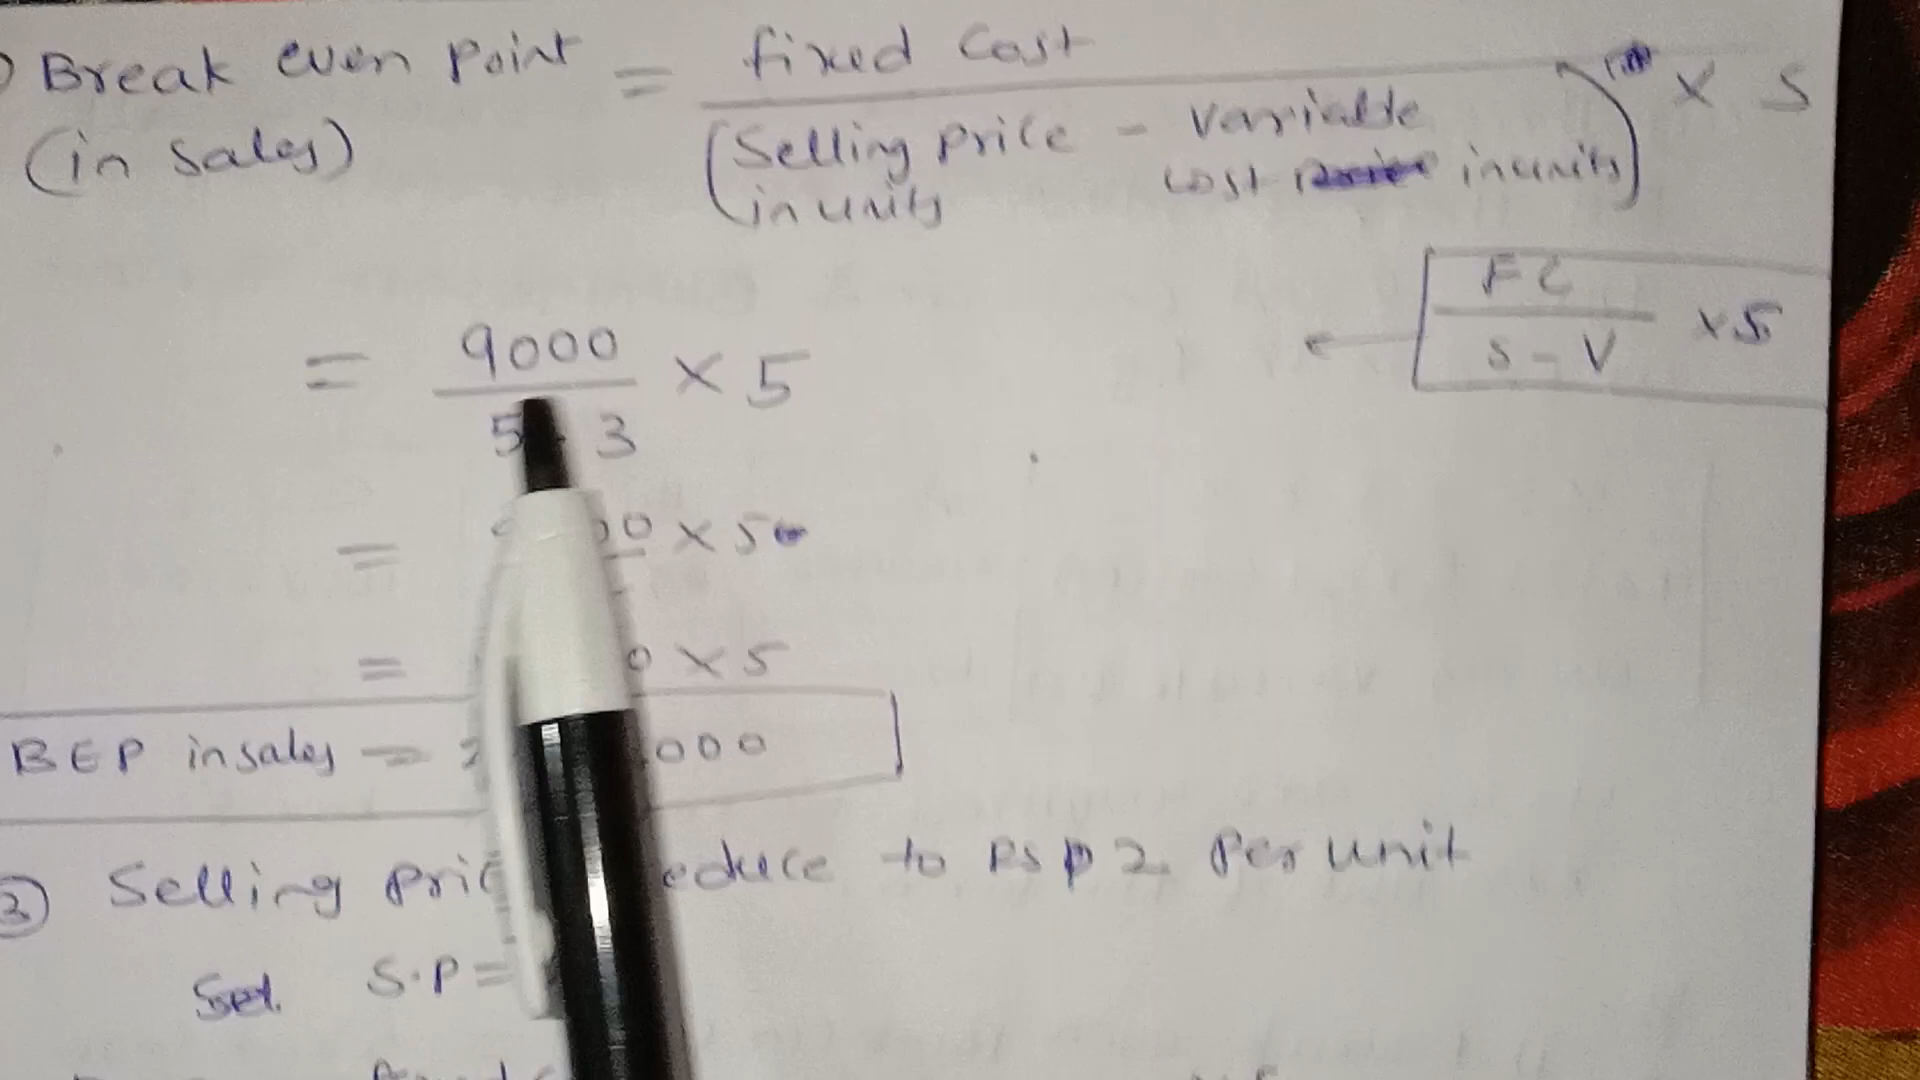 Break even point = fixed Cost
(Selling price - variable × S
(in sales) in units cost in units)
FC
S - V × S
= 9000 × 5
5 - 3
= × 5
= × 5
BEP in sales = 000
Selling to Rs 2 Per unit
S.P =